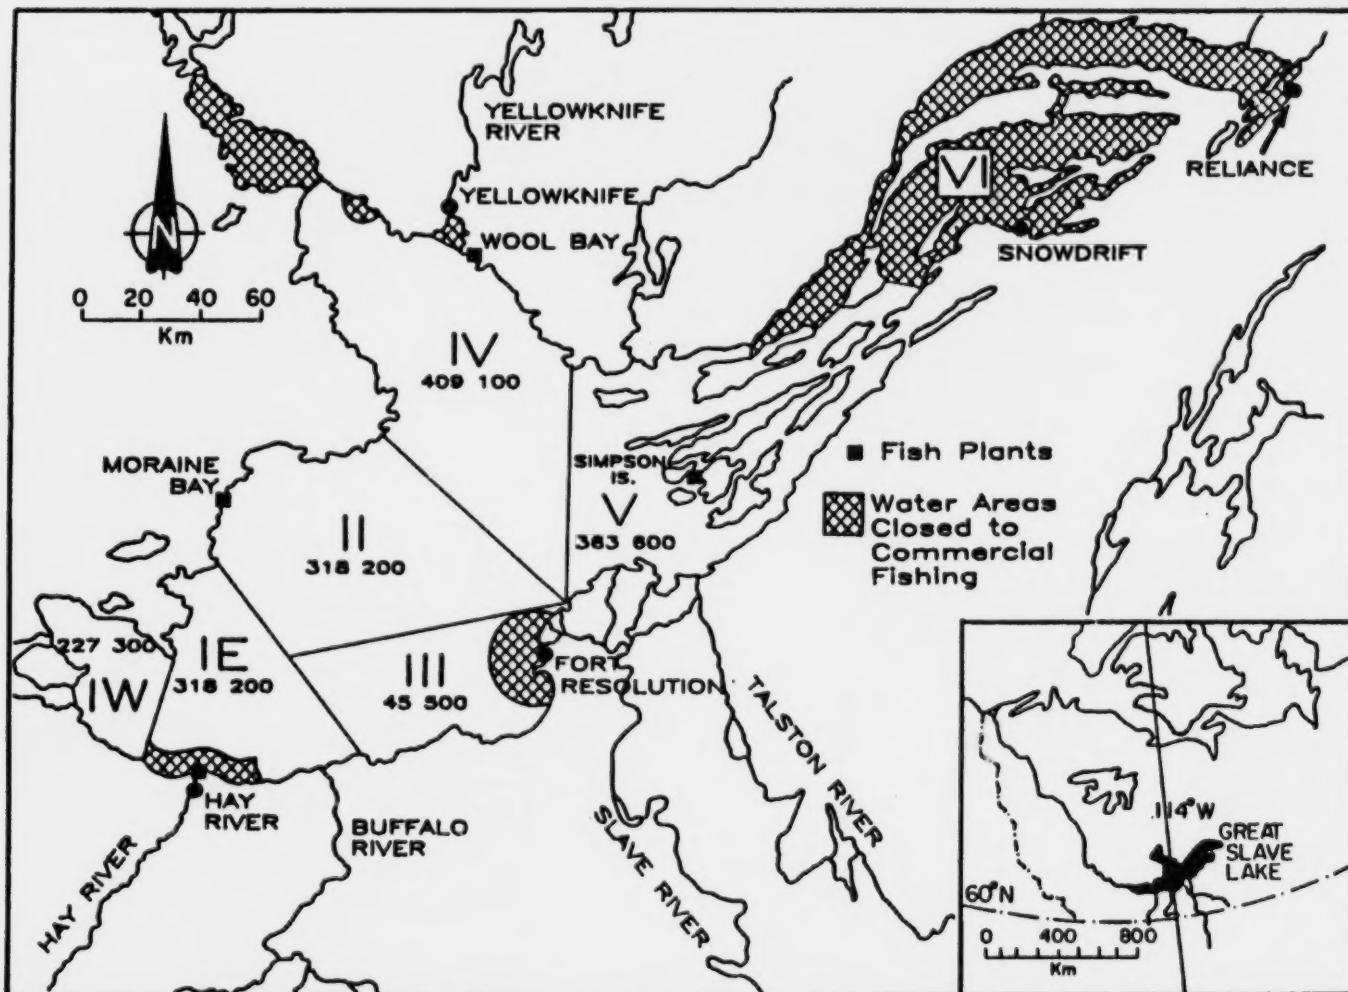 YELLOWKNIFE
RIVER
YELLOWKNIFE
WOOL BAY
VI
RELIANCE
SNOWDRIFT
N
0 20 40 60
Km
IV
409 100
MORAINE
BAY
II
318 200
SIMPSON
IS.
V
383 600
Fish Plants
Water Areas
Closed to
Commercial
Fishing
227 300
IW
IE
318 200
III
45 500
FORT
RESOLUTION
HAY
RIVER
HAY RIVER
BUFFALO
RIVER
SLAVE RIVER
TALSTON RIVER
114°W
GREAT
SLAVE
LAKE
60°N
0 400 800
Km